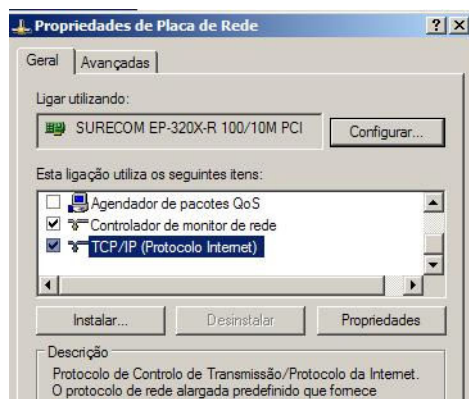 Propriedades de Placa de Rede
Geral
Avançadas
Ligar utilizando:
SURECOM EP-320X-R 100/10M PCI
Configurar...
Esta ligação utiliza os seguintes itens:
Agendador de pacotes QoS
Controlador de monitor de rede
TCP/IP (Protocolo Internet)
Instalar...
Desinstalar
Propriedades
Descrição
Protocolo de Controlo de Transmissão/Protocolo da Internet.
O protocolo de rede alargada predefinido que fornece